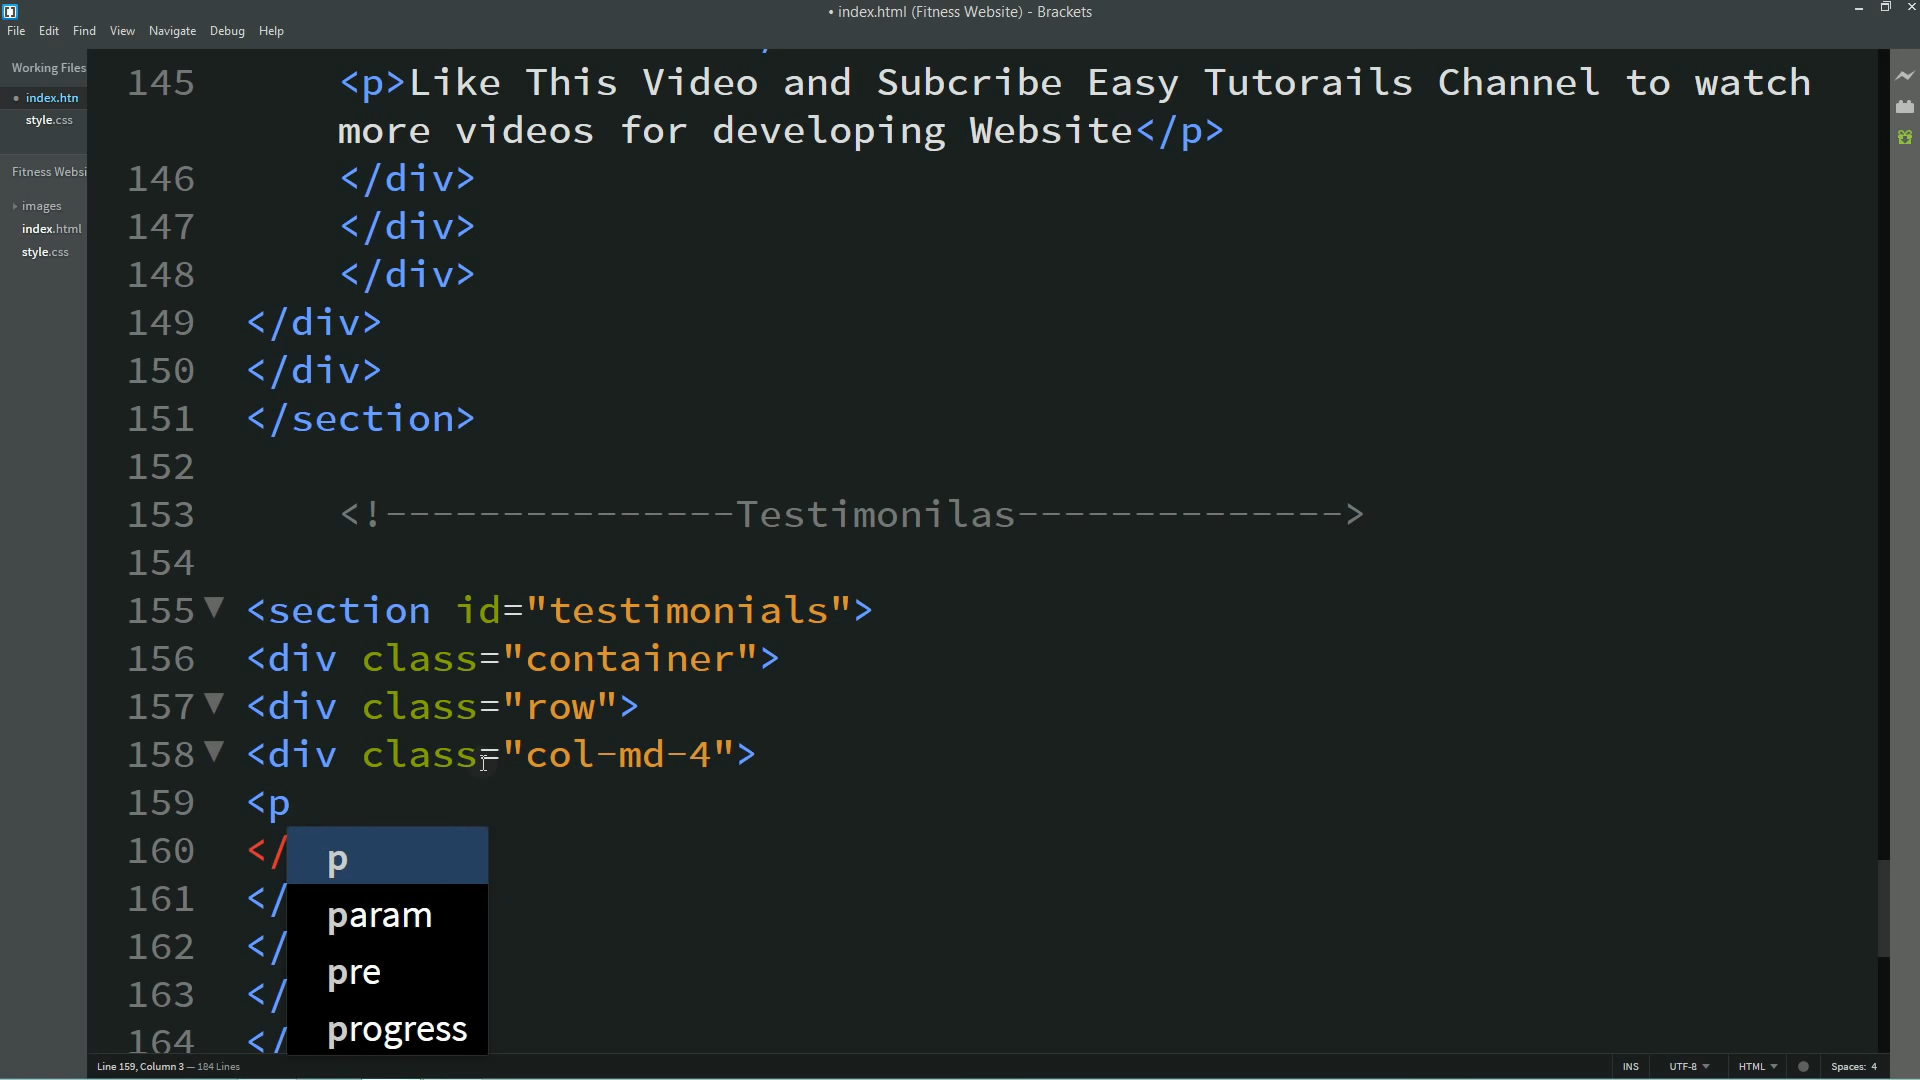 • index.html (Fitness Website) - Brackets
File Edit Find View Navigate Debug Help
Working Files
• index.htn
style.css
Fitness Websi
images
index.html
style.css
145 <p>Like This Video and Subcribe Easy Tutorails Channel to watch
more videos for developing Website</p>
146 </div>
147 </div>
148 </div>
149 </div>
150 </div>
151 </section>
152
153 <!---------------Testimonilas-------------->
154
155 <section id="testimonials">
156 <div class="container">
157 <div class="row">
158 <div class="col-md-4">
159 <p
160 </
161 </
162 </
163 </
164 </
p
param
pre
progress
Line 159, Column 3 — 184 Lines
INS UTF-8 HTML Spaces: 4